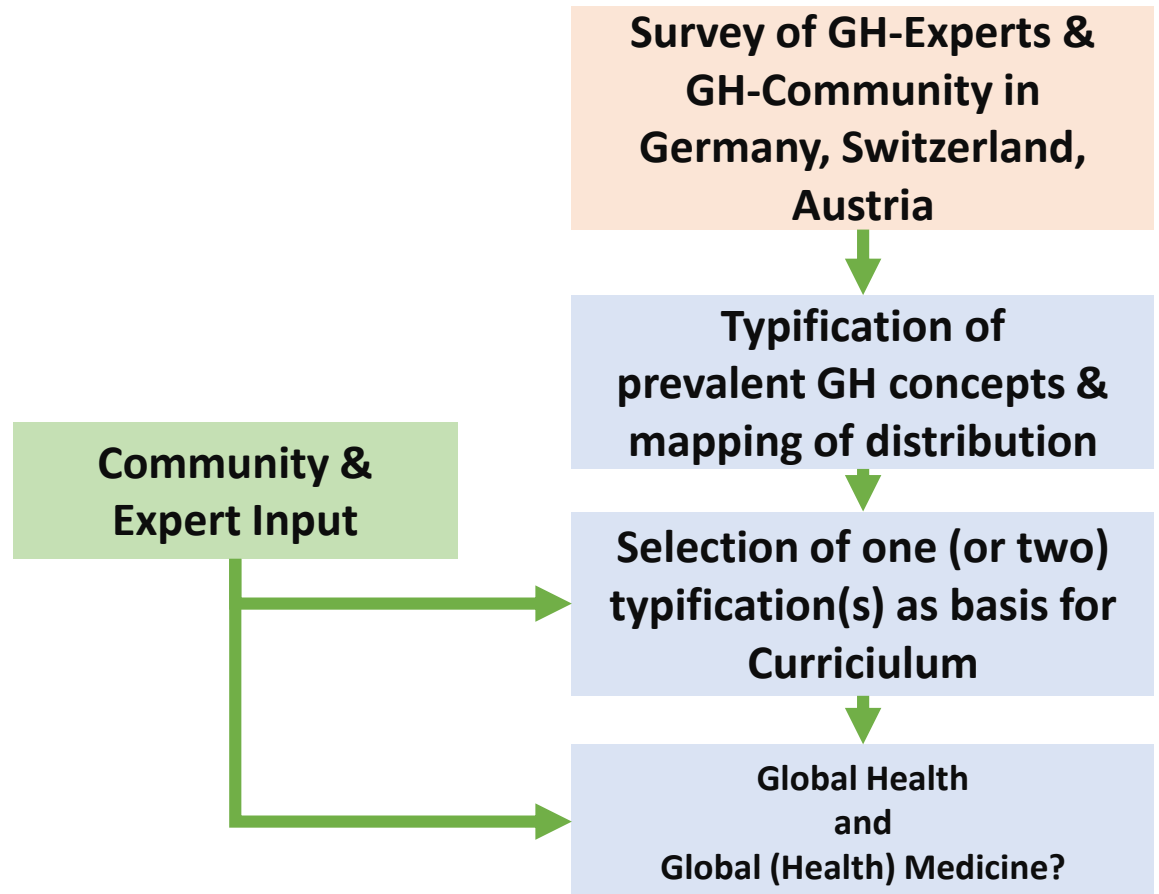 Survey of GH-Experts &
GH-Community in
Germany, Switzerland,
Austria
Typification of
prevalent GH concepts &
mapping of distribution
Community &
Expert Input
Selection of one (or two)
typification(s) as basis for
Curriciulum
Global Health
and
Global (Health) Medicine?